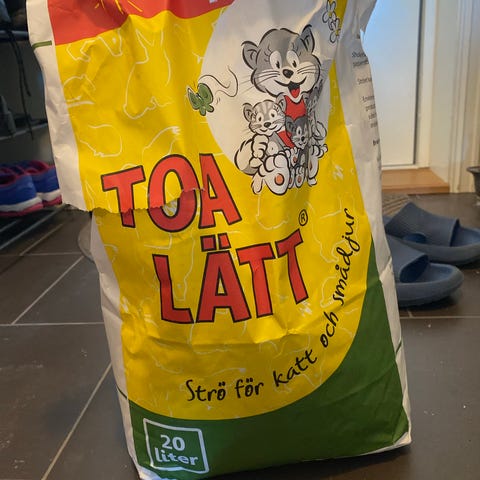 TOA
LÄTT®
Strö för katt och smådjur
20
liter